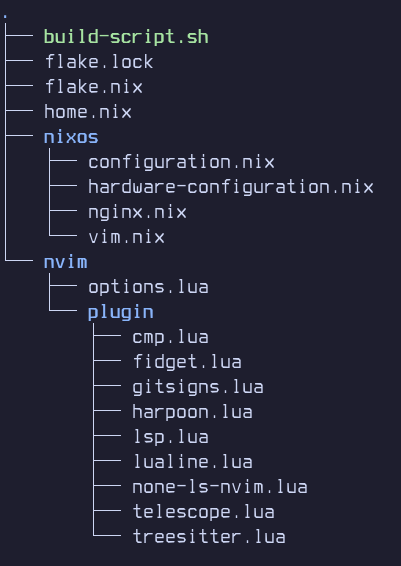 .
build-script.sh
flake.lock
flake.nix
home.nix
nixos
configuration.nix
hardware-configuration.nix
nginx.nix
vim.nix
nvim
options.lua
plugin
cmp.lua
fidget.lua
gitsigns.lua
harpoon.lua
lsp.lua
lualine.lua
none-ls-nvim.lua
telescope.lua
treesitter.lua